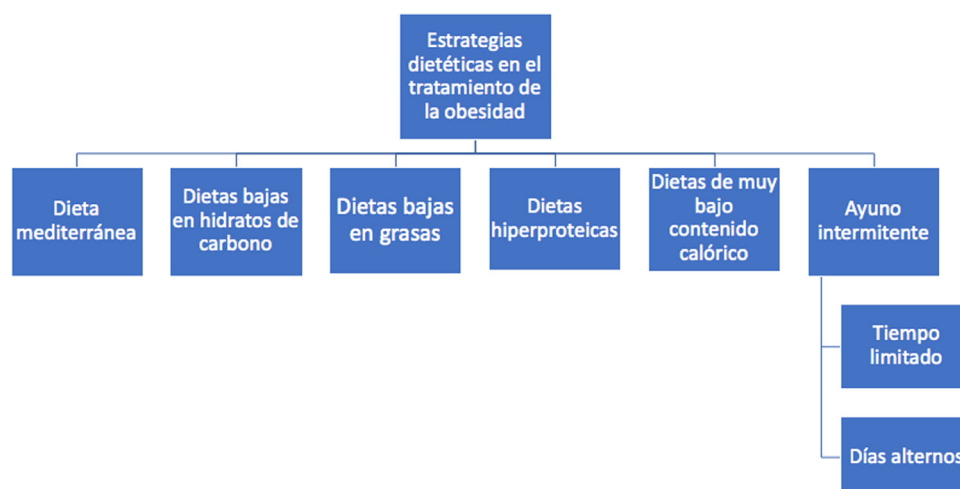 Estrategias
dietéticas en el
tratamiento de
la obesidad
Dieta
mediterránea
Dietas bajas
en hidratos de
carbono
Dietas bajas
en grasas
Dietas
hiperproteicas
Dietas de muy
bajo
contenido
calórico
Ayuno
intermitente
Tiempo
limitado
Días alternos